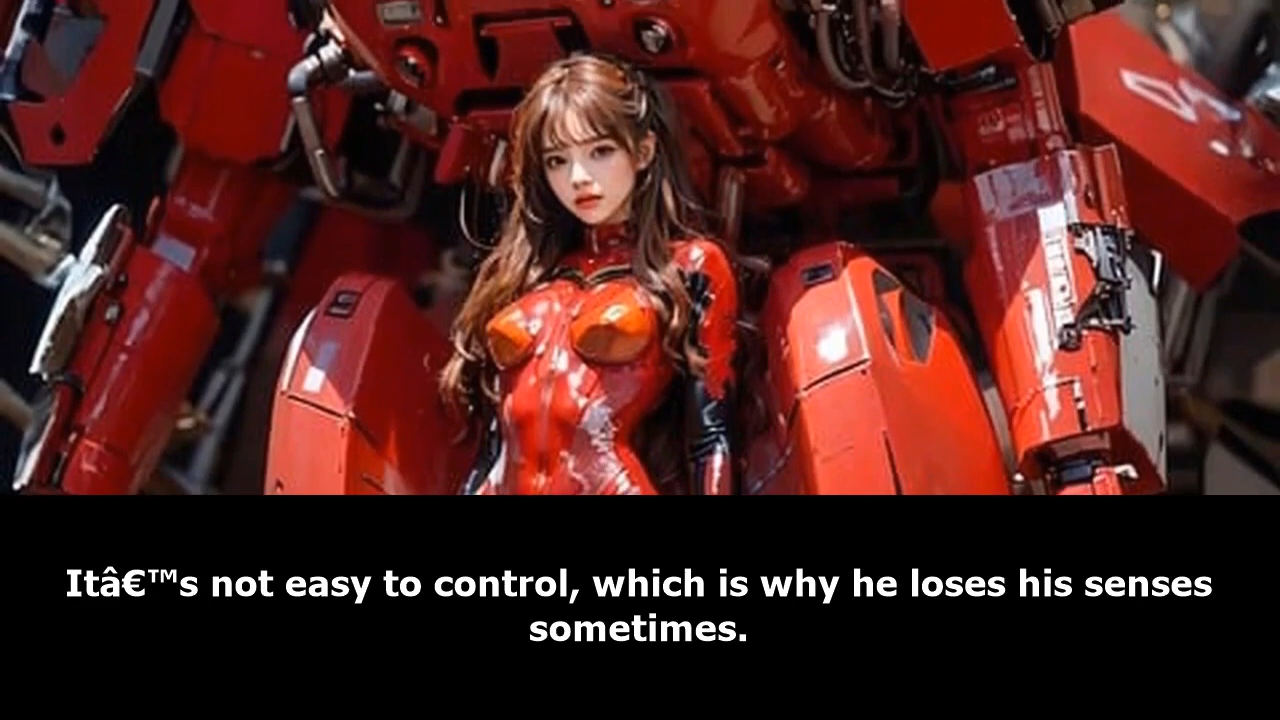 Itâ€™s not easy to control, which is why he loses his senses
sometimes.